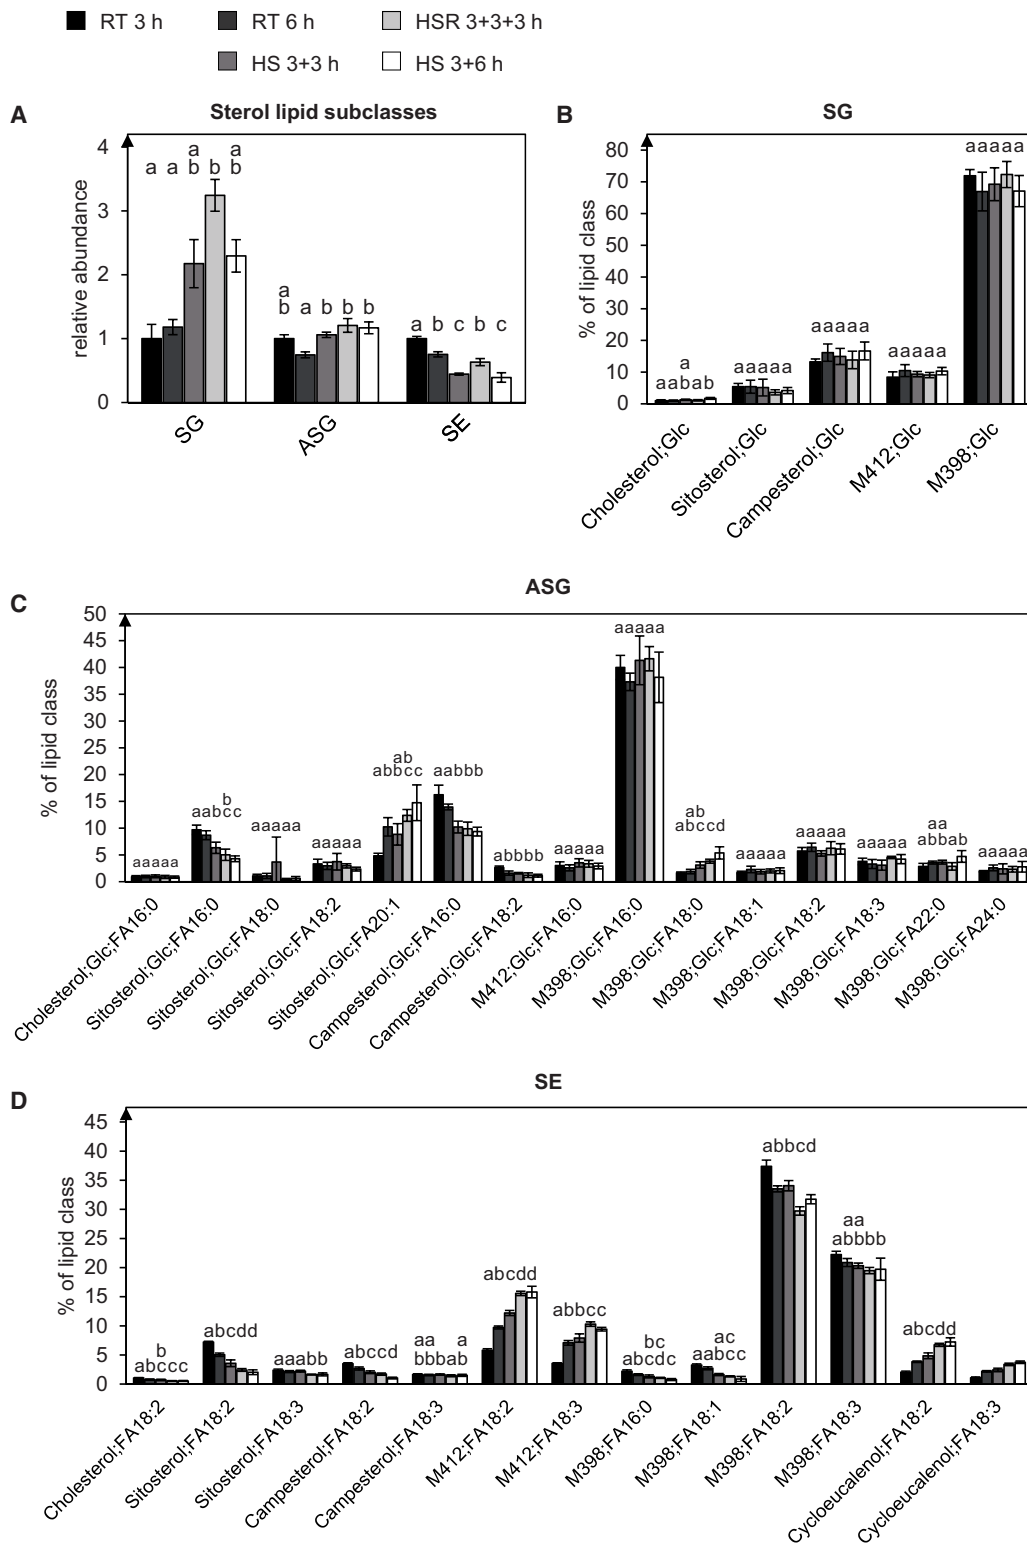 RT 3 h RT 6 h HSR 3+3+3 h
HS 3+3 h HS 3+6 h
A
Sterol lipid subclasses
relative abundance
4
3
2
1
0
a a a b b a b
a b a b b b
a b c b c
SG ASG SE
B
SG
% of lipid class
80
70
60
50
40
30
20
10
0
a
aabab
aaaaa
aaaaa
aaaaa
aaaaa
Cholesterol;Glc
Sitosterol;Glc
Campesterol;Glc
M412;Glc
M398;Glc
C
ASG
% of lipid class
50
45
40
35
30
25
20
15
10
5
0
aaaaa
b
aabcc
aaaaa
aaaaa
ab
abbcc
aabbb
abbbb
aaaaa
aaaaa
ab
abccd
aaaaa
aaaaa
aaaaa
aa
abbab
aaaaa
Cholesterol;Glc;FA16:0
Sitosterol;Glc;FA16:0
Sitosterol;Glc;FA18:0
Sitosterol;Glc;FA18:2
Sitosterol;Glc;FA20:1
Campesterol;Glc;FA16:0
Campesterol;Glc;FA18:2
M412;Glc;FA16:0
M398;Glc;FA16:0
M398;Glc;FA18:0
M398;Glc;FA18:1
M398;Glc;FA18:2
M398;Glc;FA18:3
M398;Glc;FA22:0
M398;Glc;FA24:0
D
SE
% of lipid class
45
40
35
30
25
20
15
10
5
0
b
abccc
abcdd
aaabb
abccd
aa a
bbbab
abcdd
abbcc
bc
abcdc
ac
aabcc
abbcd
aa
abbbb
abcdd
Cholesterol;FA18:2
Sitosterol;FA18:2
Sitosterol;FA18:3
Campesterol;FA18:2
Campesterol;FA18:3
M412;FA18:2
M412;FA18:3
M398;FA16:0
M398;FA18:1
M398;FA18:2
M398;FA18:3
Cycloeucalenol;FA18:2
Cycloeucalenol;FA18:3